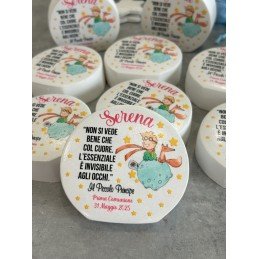 Serena
"NON SI VEDE
BENE CHE
COL CUORE.
L'ESSENZIALE
È INVISIBILE
AGLI OCCHI."
Il Piccolo Principe
Prima Comunione
31 Maggio 2025